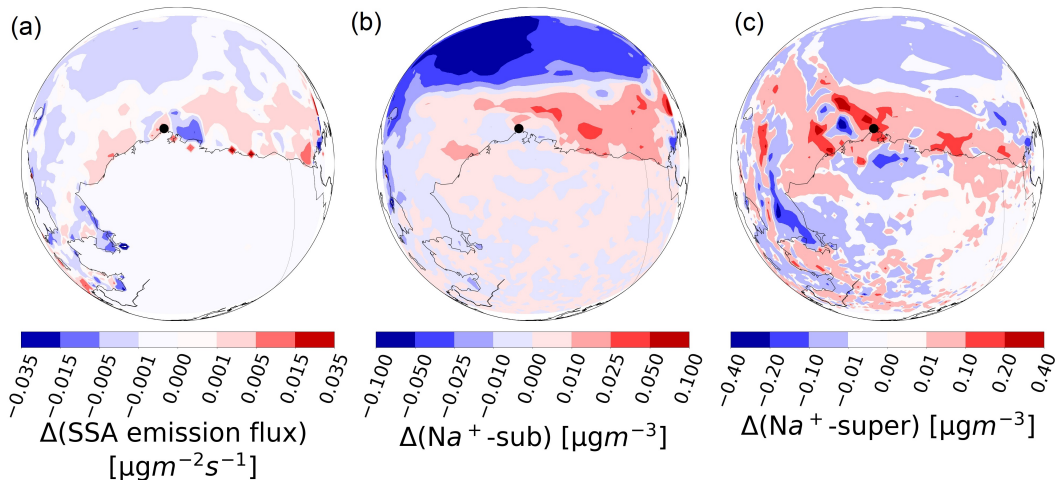 (a)
(b)
(c)
−0.035 −0.015 −0.005 −0.001 0.000 0.001 0.005 0.015 0.035
Δ(SSA emission flux)
[μgm⁻²s⁻¹]
−0.100 −0.050 −0.025 −0.010 0.000 0.010 0.025 0.050 0.100
Δ(Na⁺-sub) [μgm⁻³]
−0.40 −0.20 −0.10 −0.01 0.00 0.01 0.10 0.20 0.40
Δ(Na⁺-super) [μgm⁻³]